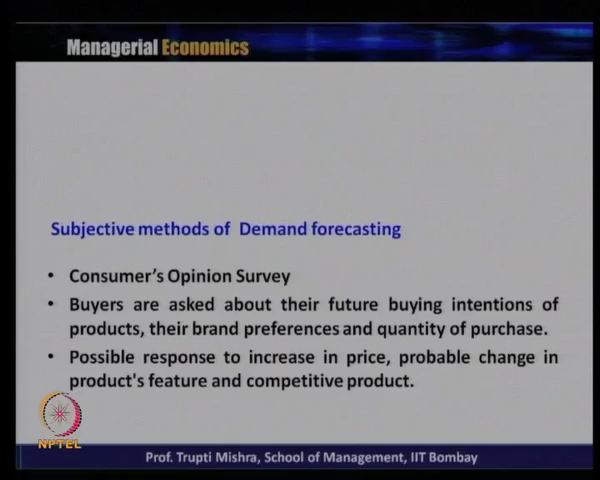 Managerial Economics
Subjective methods of Demand forecasting
• Consumer's Opinion Survey
• Buyers are asked about their future buying intentions of
products, their brand preferences and quantity of purchase.
• Possible response to increase in price, probable change in
product's feature and competitive product.
NPTEL
Prof. Trupti Mishra, School of Management, IIT Bombay